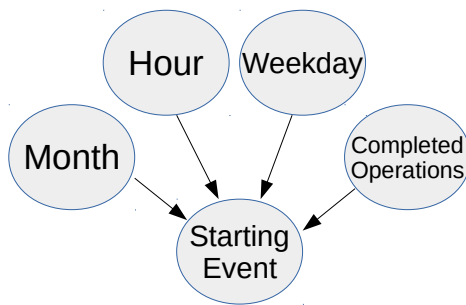 Hour
Weekday
Month
Completed
Operations
Starting
Event